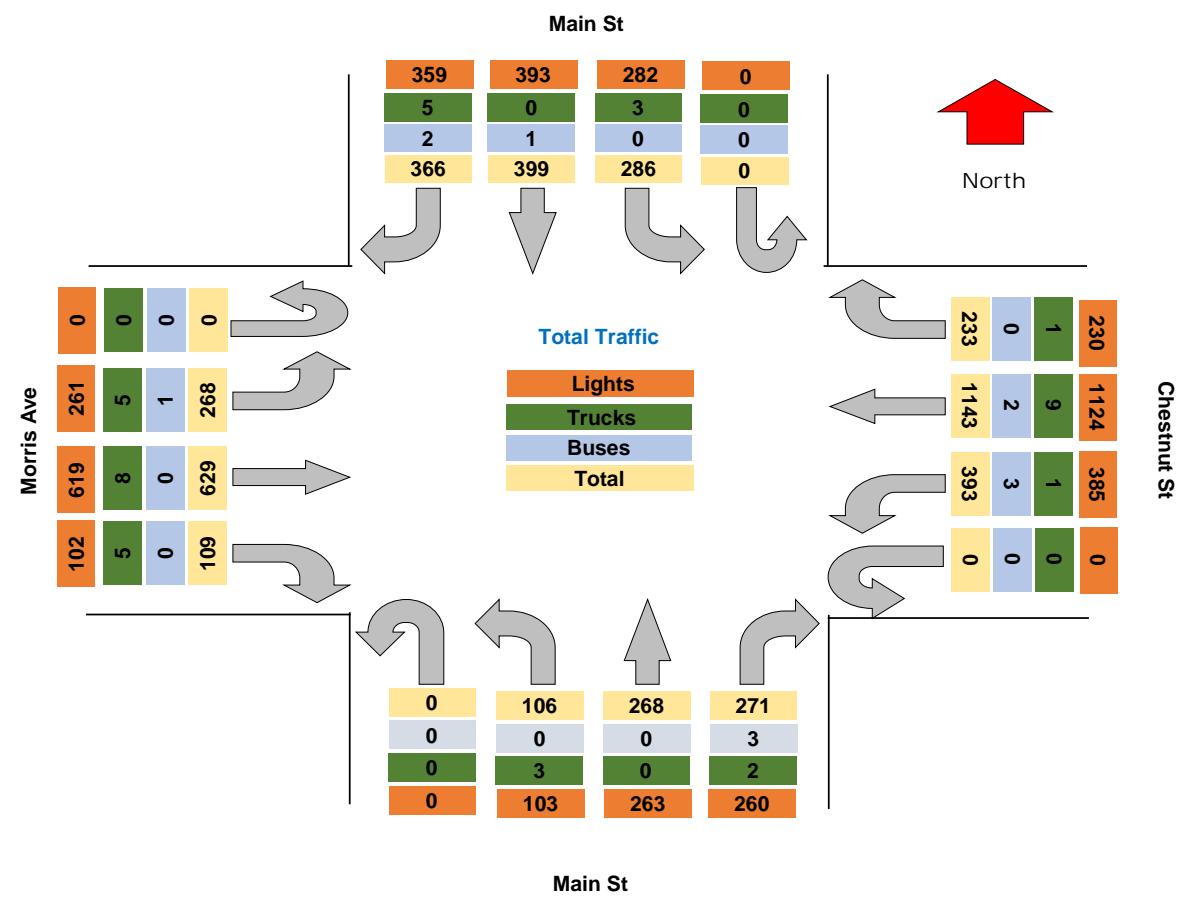 Main St
359 393 282 0
5 0 3 0
2 1 0 0
366 399 286 0
North
Morris Ave
0 0 0 0
261 5 1 268
619 8 0 629
102 5 0 109
Total Traffic
Lights
Trucks
Buses
Total
233 0 1 230
1143 2 9 1124
393 3 1 385
0 0 0 0
Chestnut St
0 106 268 271
0 0 0 3
0 3 0 2
0 103 263 260
Main St